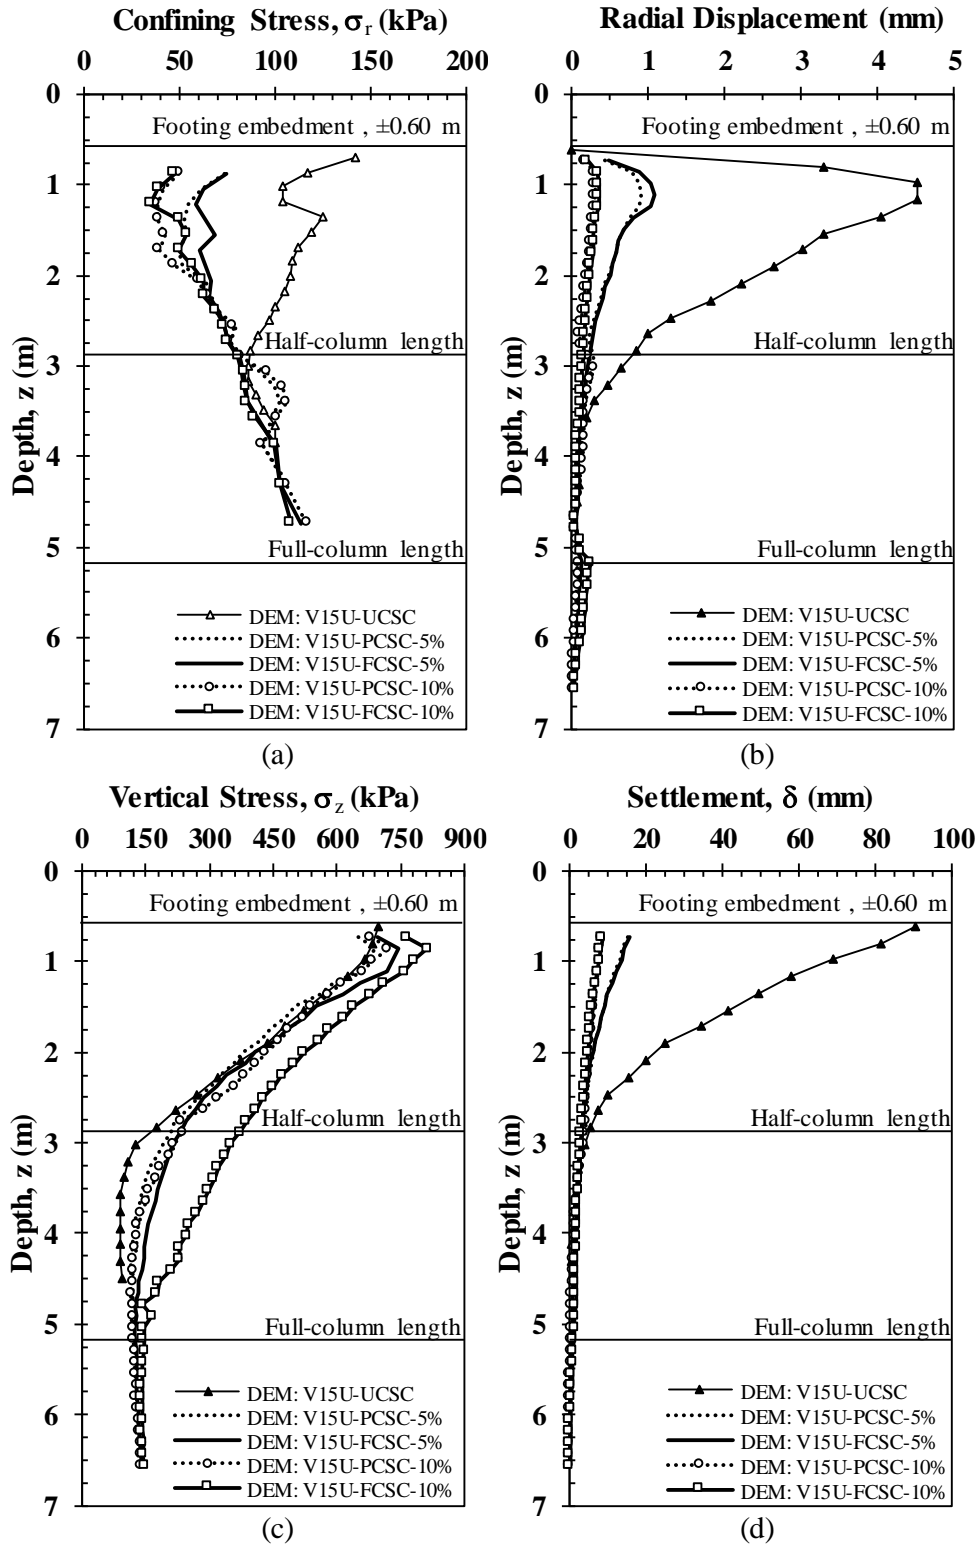 Confining Stress, σr (kPa)
0 50 100 150 200
0
1
2
3
4
5
6
7
Depth, z (m)
Footing embedment , ±0.60 m
Half-column length
Full-column length
DEM: V15U-UCSC
DEM: V15U-PCSC-5%
DEM: V15U-FCSC-5%
DEM: V15U-PCSC-10%
DEM: V15U-FCSC-10%
(a)
Radial Displacement (mm)
0 1 2 3 4 5
0
1
2
3
4
5
6
7
Depth, z (m)
Footing embedment , ±0.60 m
Half-column length
Full-column length
DEM: V15U-UCSC
DEM: V15U-PCSC-5%
DEM: V15U-FCSC-5%
DEM: V15U-PCSC-10%
DEM: V15U-FCSC-10%
(b)
Vertical Stress, σz (kPa)
0 150 300 450 600 750 900
0
1
2
3
4
5
6
7
Depth, z (m)
Footing embedment , ±0.60 m
Half-column length
Full-column length
DEM: V15U-UCSC
DEM: V15U-PCSC-5%
DEM: V15U-FCSC-5%
DEM: V15U-PCSC-10%
DEM: V15U-FCSC-10%
(c)
Settlement, δ (mm)
0 20 40 60 80 100
0
1
2
3
4
5
6
7
Depth, z (m)
Footing embedment , ±0.60 m
Half-column length
Full-column length
DEM: V15U-UCSC
DEM: V15U-PCSC-5%
DEM: V15U-FCSC-5%
DEM: V15U-PCSC-10%
DEM: V15U-FCSC-10%
(d)